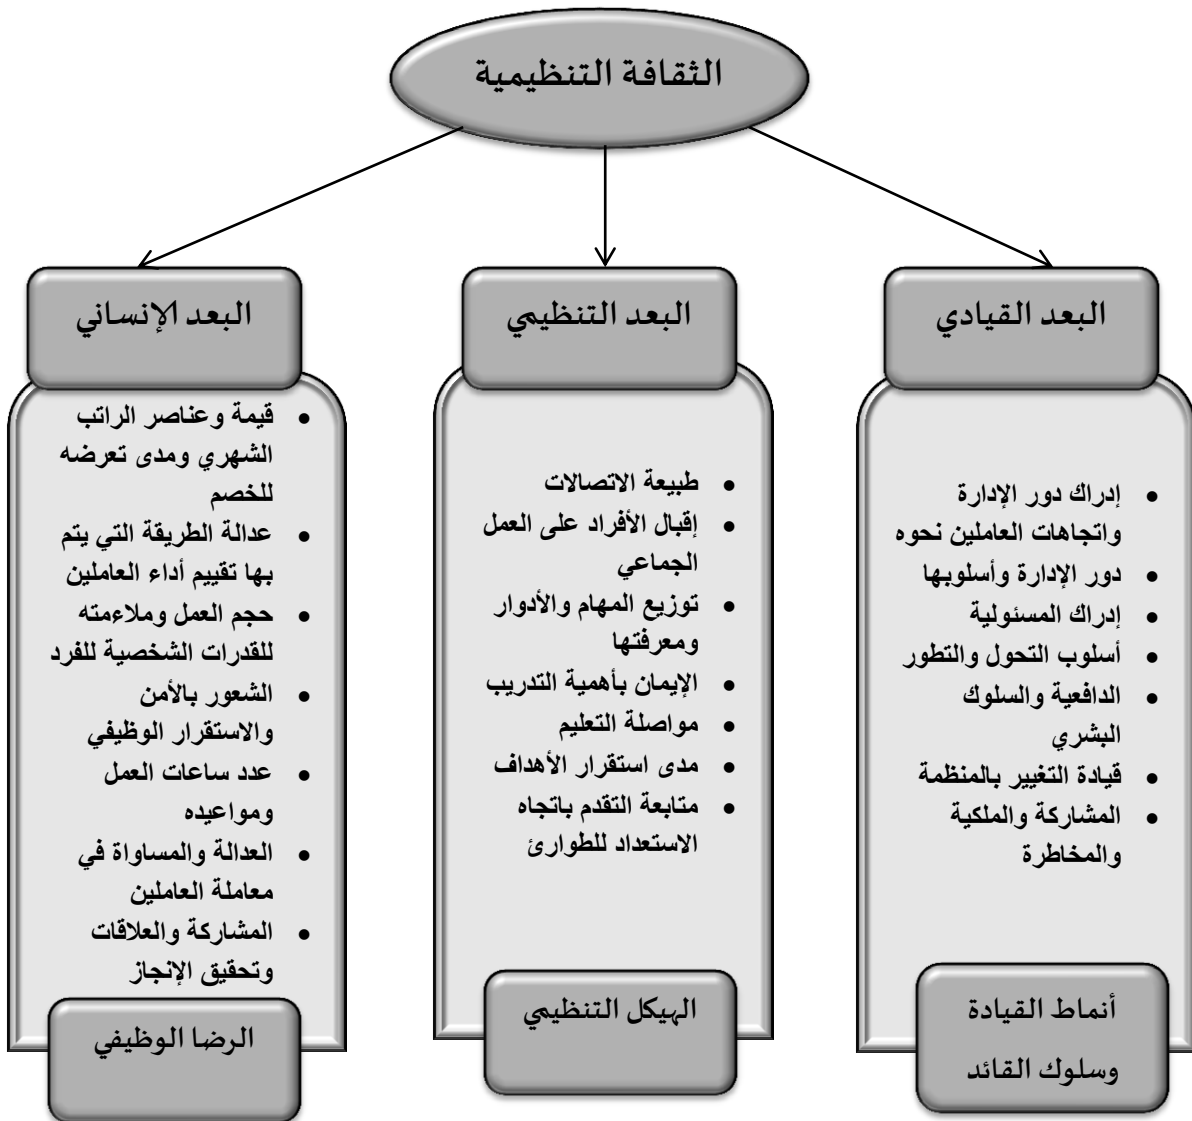 الثقافة التنظيمية
البعد القيادي
• إدراك دور الإدارة
واتجاهات العاملين نحوه
• دور الإدارة وأسلوبها
• إدراك المسئولية
• أسلوب التحول والتطور
• الدافعية والسلوك
البشري
• قيادة التغيير بالمنظمة
• المشاركة والملكية
والمخاطرة
أنماط القيادة
وسلوك القائد
البعد التنظيمي
• طبيعة الاتصالات
• إقبال الأفراد على العمل
الجماعي
• توزيع المهام والأدوار
ومعرفتها
• الإيمان بأهمية التدريب
• مواصلة التعليم
• مدى استقرار الأهداف
• متابعة التقدم باتجاه
الاستعداد للطوارئ
الهيكل التنظيمي
البعد الإنساني
• قيمة وعناصر الراتب
الشهري ومدى تعرضه
للخصم
• عدالة الطريقة التي يتم
بها تقييم أداء العاملين
• حجم العمل وملاءمته
للقدرات الشخصية للفرد
• الشعور بالأمن
والاستقرار الوظيفي
• عدد ساعات العمل
ومواعيده
• العدالة والمساواة في
معاملة العاملين
• المشاركة والعلاقات
وتحقيق الإنجاز
الرضا الوظيفي